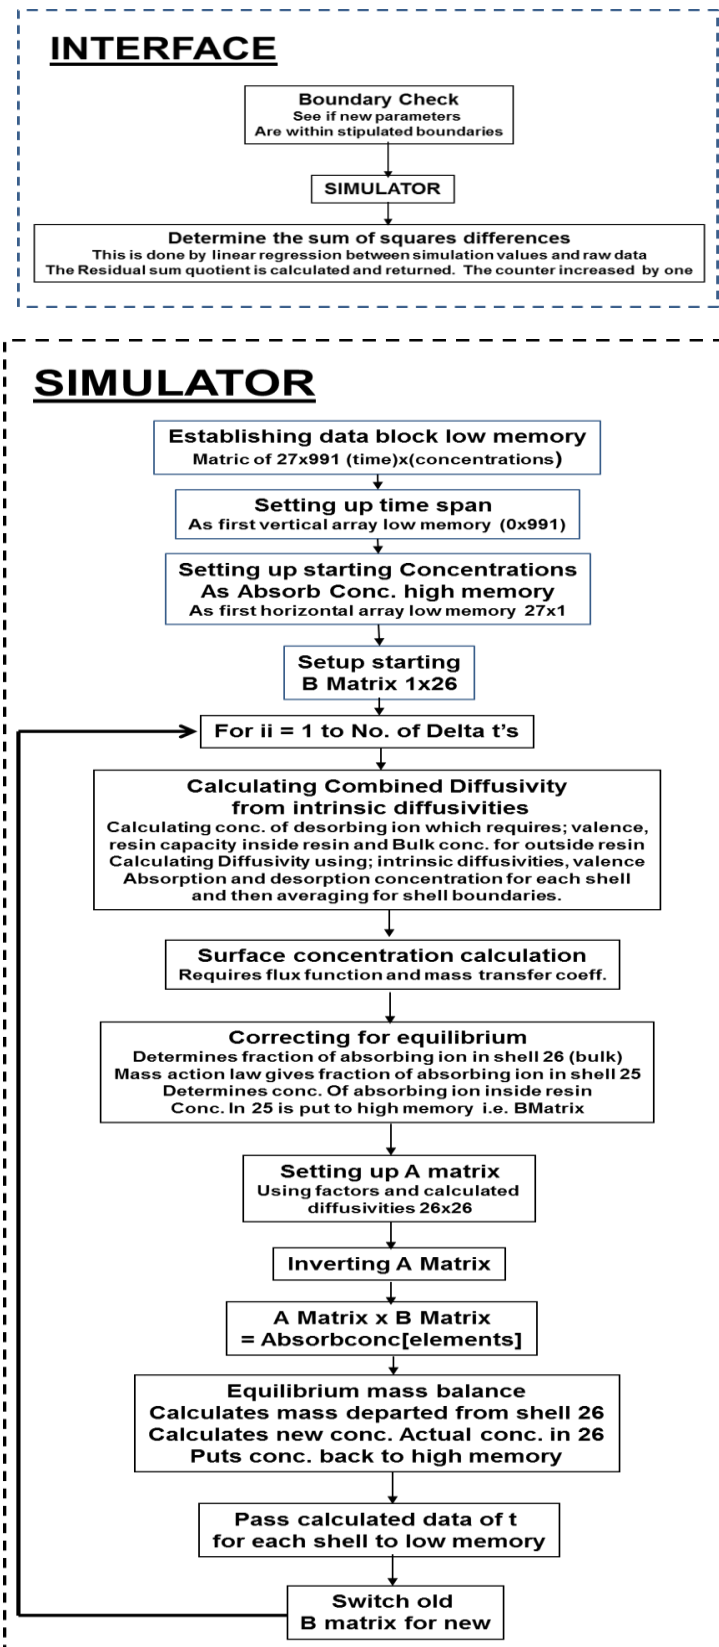 INTERFACE
Boundary Check
See if new parameters
Are within stipulated boundaries
SIMULATOR
Determine the sum of squares differences
This is done by linear regression between simulation values and raw data
The Residual sum quotient is calculated and returned. The counter increased by one
SIMULATOR
Establishing data block low memory
Matric of 27x991 (time)x(concentrations)
Setting up time span
As first vertical array low memory (0x991)
Setting up starting Concentrations
As Absorb Conc. high memory
As first horizontal array low memory 27x1
Setup starting
B Matrix 1x26
For ii = 1 to No. of Delta t's
Calculating Combined Diffusivity
from intrinsic diffusivities
Calculating conc. of desorbing ion which requires; valence,
resin capacity inside resin and Bulk conc. for outside resin
Calculating Diffusivity using; intrinsic diffusivities, valence
Absorption and desorption concentration for each shell
and then averaging for shell boundaries.
Surface concentration calculation
Requires flux function and mass transfer coeff.
Correcting for equilibrium
Determines fraction of absorbing ion in shell 26 (bulk)
Mass action law gives fraction of absorbing ion in shell 25
Determines conc. Of absorbing ion inside resin
Conc. In 25 is put to high memory i.e. BMatrix
Setting up A matrix
Using factors and calculated
diffusivities 26x26
Inverting A Matrix
A Matrix x B Matrix
= Absorbconc[elements]
Equilibrium mass balance
Calculates mass departed from shell 26
Calculates new conc. Actual conc. in 26
Puts conc. back to high memory
Pass calculated data of t
for each shell to low memory
Switch old
B matrix for new